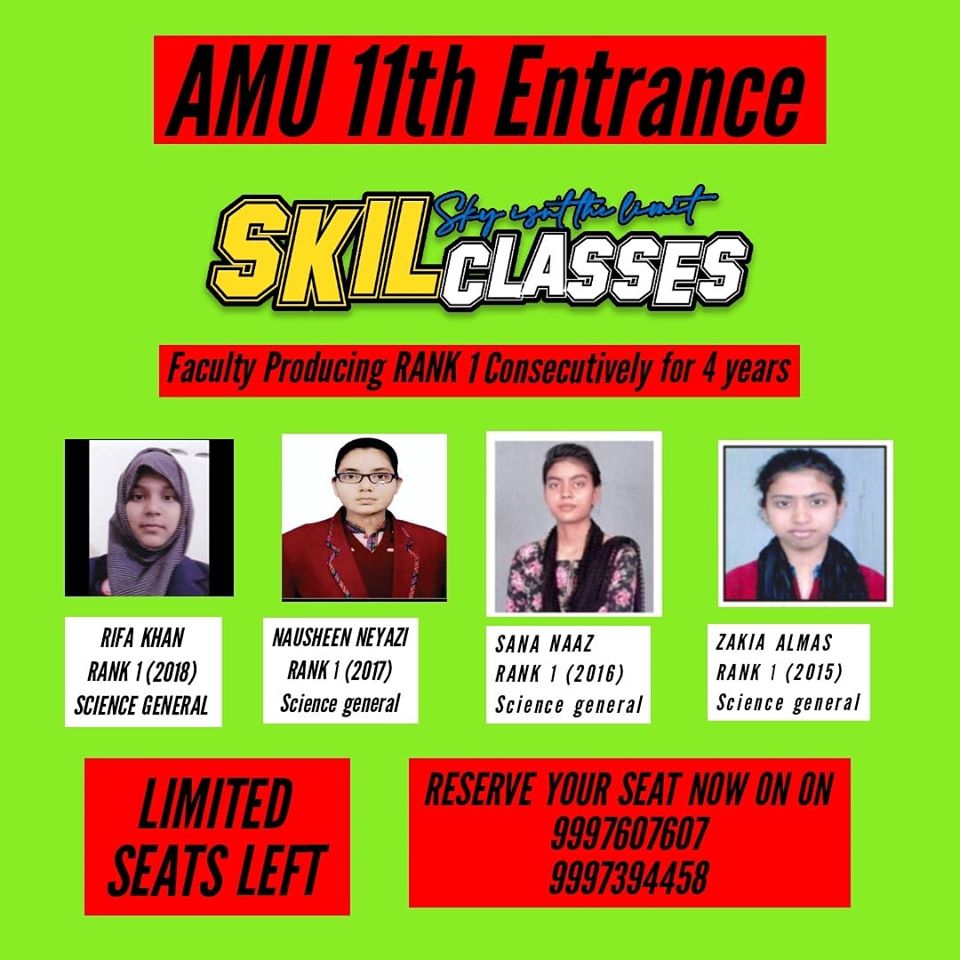 AMU 11th Entrance
SKIL Sky isn't the limit
CLASSES
Faculty Producing RANK 1 Consecutively for 4 years
RIFA KHAN
RANK 1 (2018)
SCIENCE GENERAL
NAUSHEEN NEYAZI
RANK 1 (2017)
Science general
SANA NAAZ
RANK 1 (2016)
Science general
ZAKIA ALMAS
RANK 1 (2015)
Science general
LIMITED
SEATS LEFT
RESERVE YOUR SEAT NOW ON ON
9997607607
9997394458